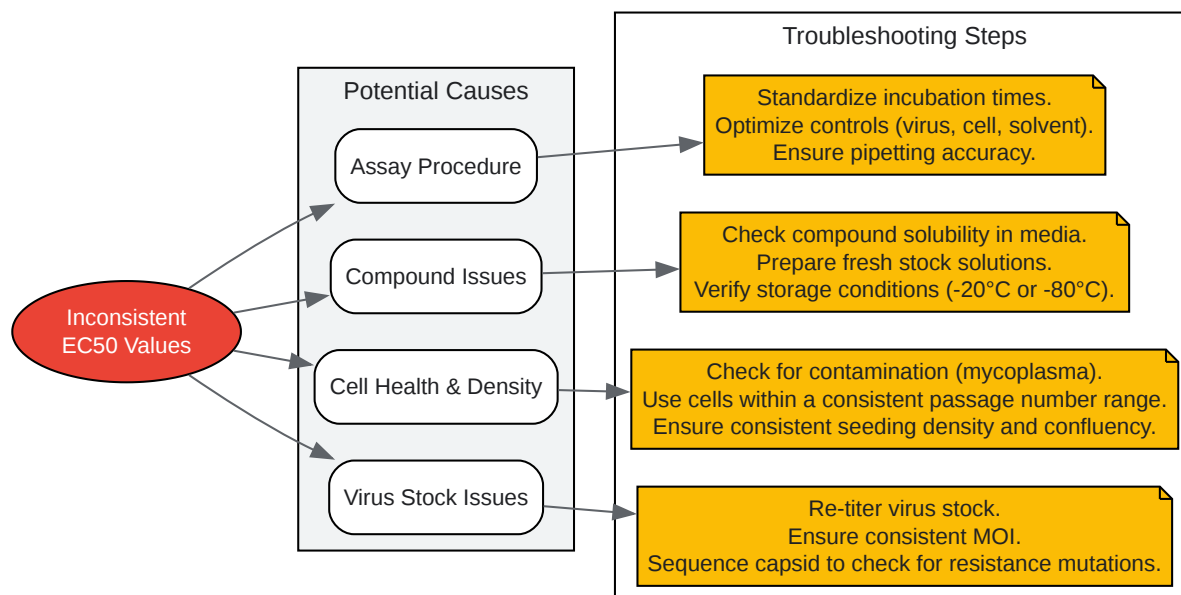 Inconsistent
EC50 Values
Potential Causes
Assay Procedure
Compound Issues
Cell Health & Density
Virus Stock Issues
Troubleshooting Steps
Standardize incubation times.
Optimize controls (virus, cell, solvent).
Ensure pipetting accuracy.
Check compound solubility in media.
Prepare fresh stock solutions.
Verify storage conditions (-20°C or -80°C).
Check for contamination (mycoplasma).
Use cells within a consistent passage number range.
Ensure consistent seeding density and confluency.
Re-titer virus stock.
Ensure consistent MOI.
Sequence capsid to check for resistance mutations.